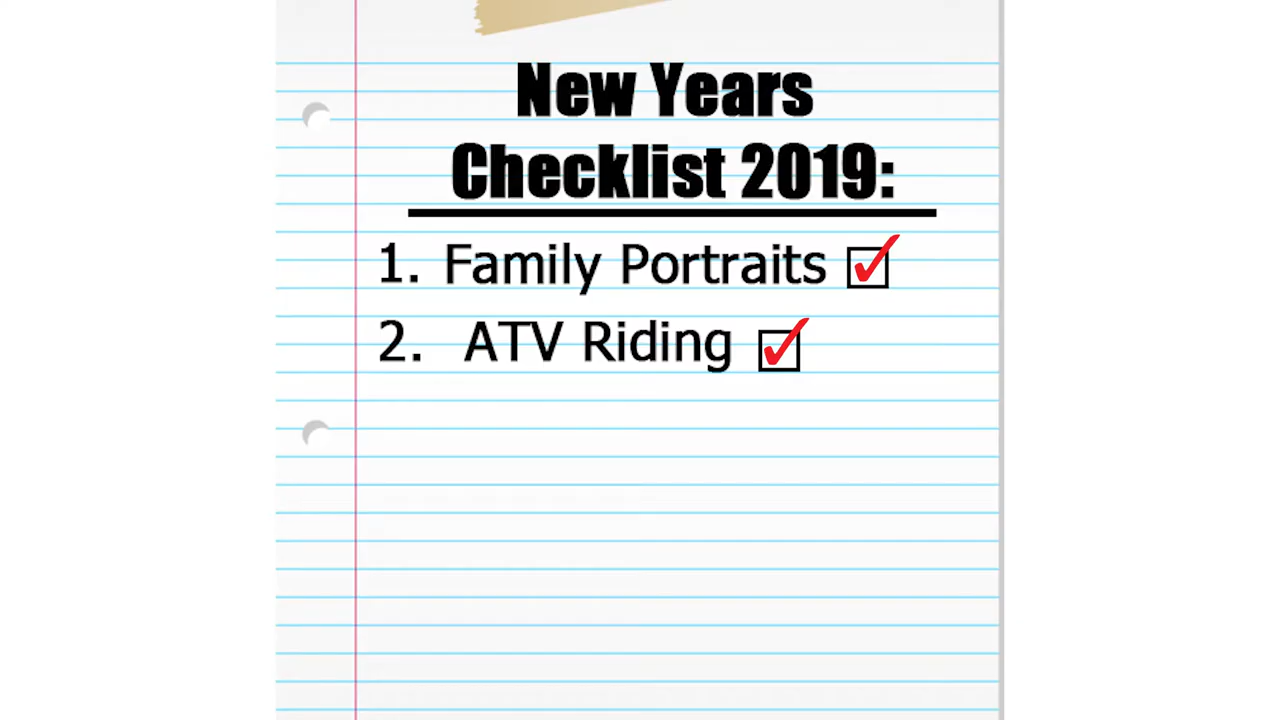 New Years
Checklist 2019:
1. Family Portraits
2. ATV Riding